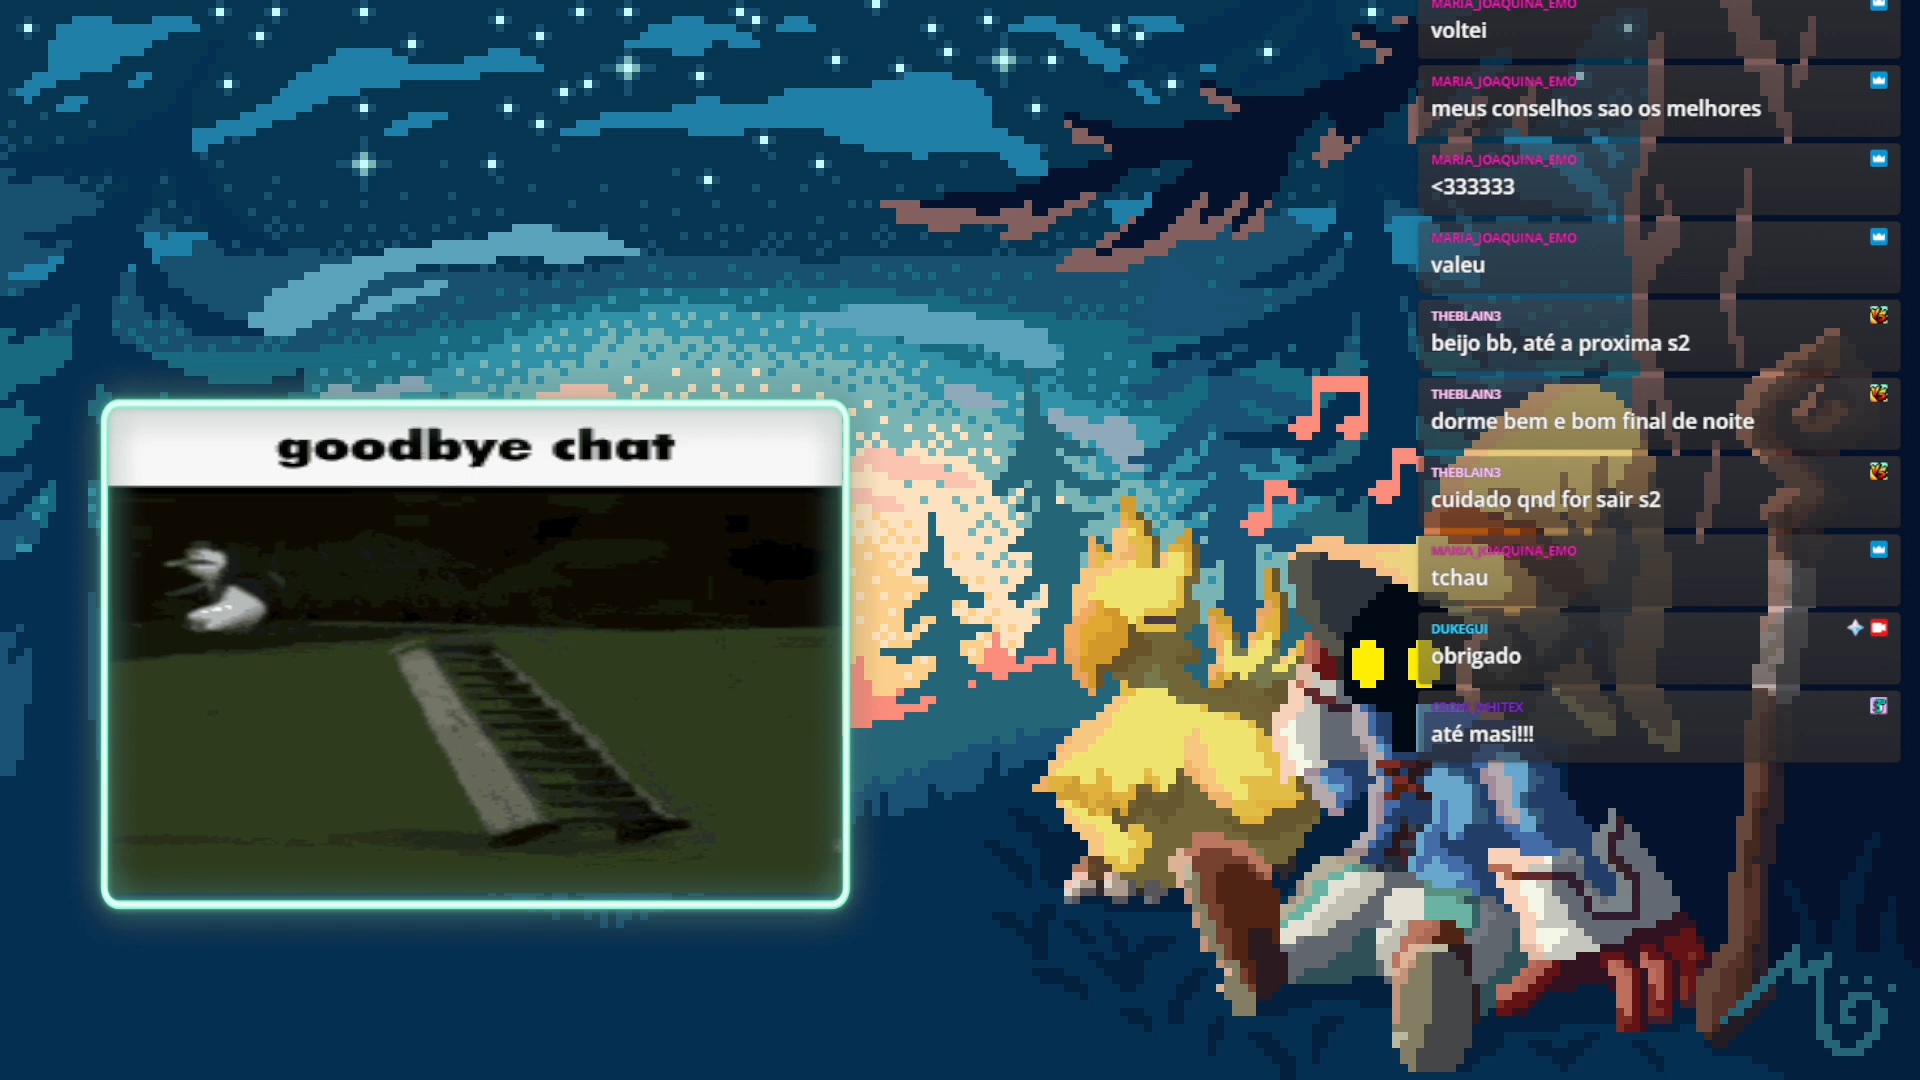 MARIA_JOAQUINA_EMO
voltei
MARIA_JOAQUINA_EMO
meus conselhos sao os melhores
MARIA_JOAQUINA_EMO
<333333
MARIA_JOAQUINA_EMO
valeu
THEBLAIN3
beijo bb, até a proxima s2
THEBLAIN3
dorme bem e bom final de noite
THEBLAIN3
cuidado qnd for sair s2
MARIA_JOAQUINA_EMO
tchau
DUKEGUI
obrigado
até masi!!!
goodbye chat